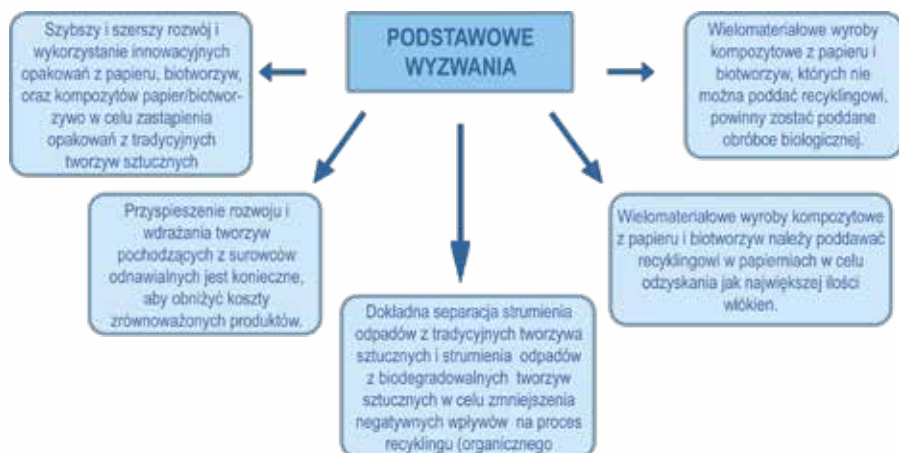 PODSTAWOWE
WYZWANIA
Szybszy i szerszy rozwój i
wykorzystanie innowacyjnych
opakowań z papieru, biotworzyw,
oraz kompozytów papier/biotwor-
zywo w celu zastąpienia
opakowań z tradycyjnych
tworzyw sztucznych
Przyspieszenie rozwoju i
wdrażania tworzyw
pochodzących z surowców
odnawialnych jest konieczne,
aby obniżyć koszty
zrównoważonych produktów.
Dokładna separacja strumienia
odpadów z tradycyjnych tworzywa
sztucznych i strumienia odpadów
z biodegradowalnych tworzyw
sztucznych w celu zmniejszenia
negatywnych wpływów na proces
recyklingu (organicznego
Wielomateriałowe wyroby kompozytowe
z papieru i biotworzyw należy poddawać
recyklingowi w papierniach w celu
odzyskania jak największej ilości
włókien.
Wielomateriałowe wyroby
kompozytowe z papieru i
biotworzyw, których nie
można poddać recyklingowi,
powinny zostać poddane
obróbce biologicznej.